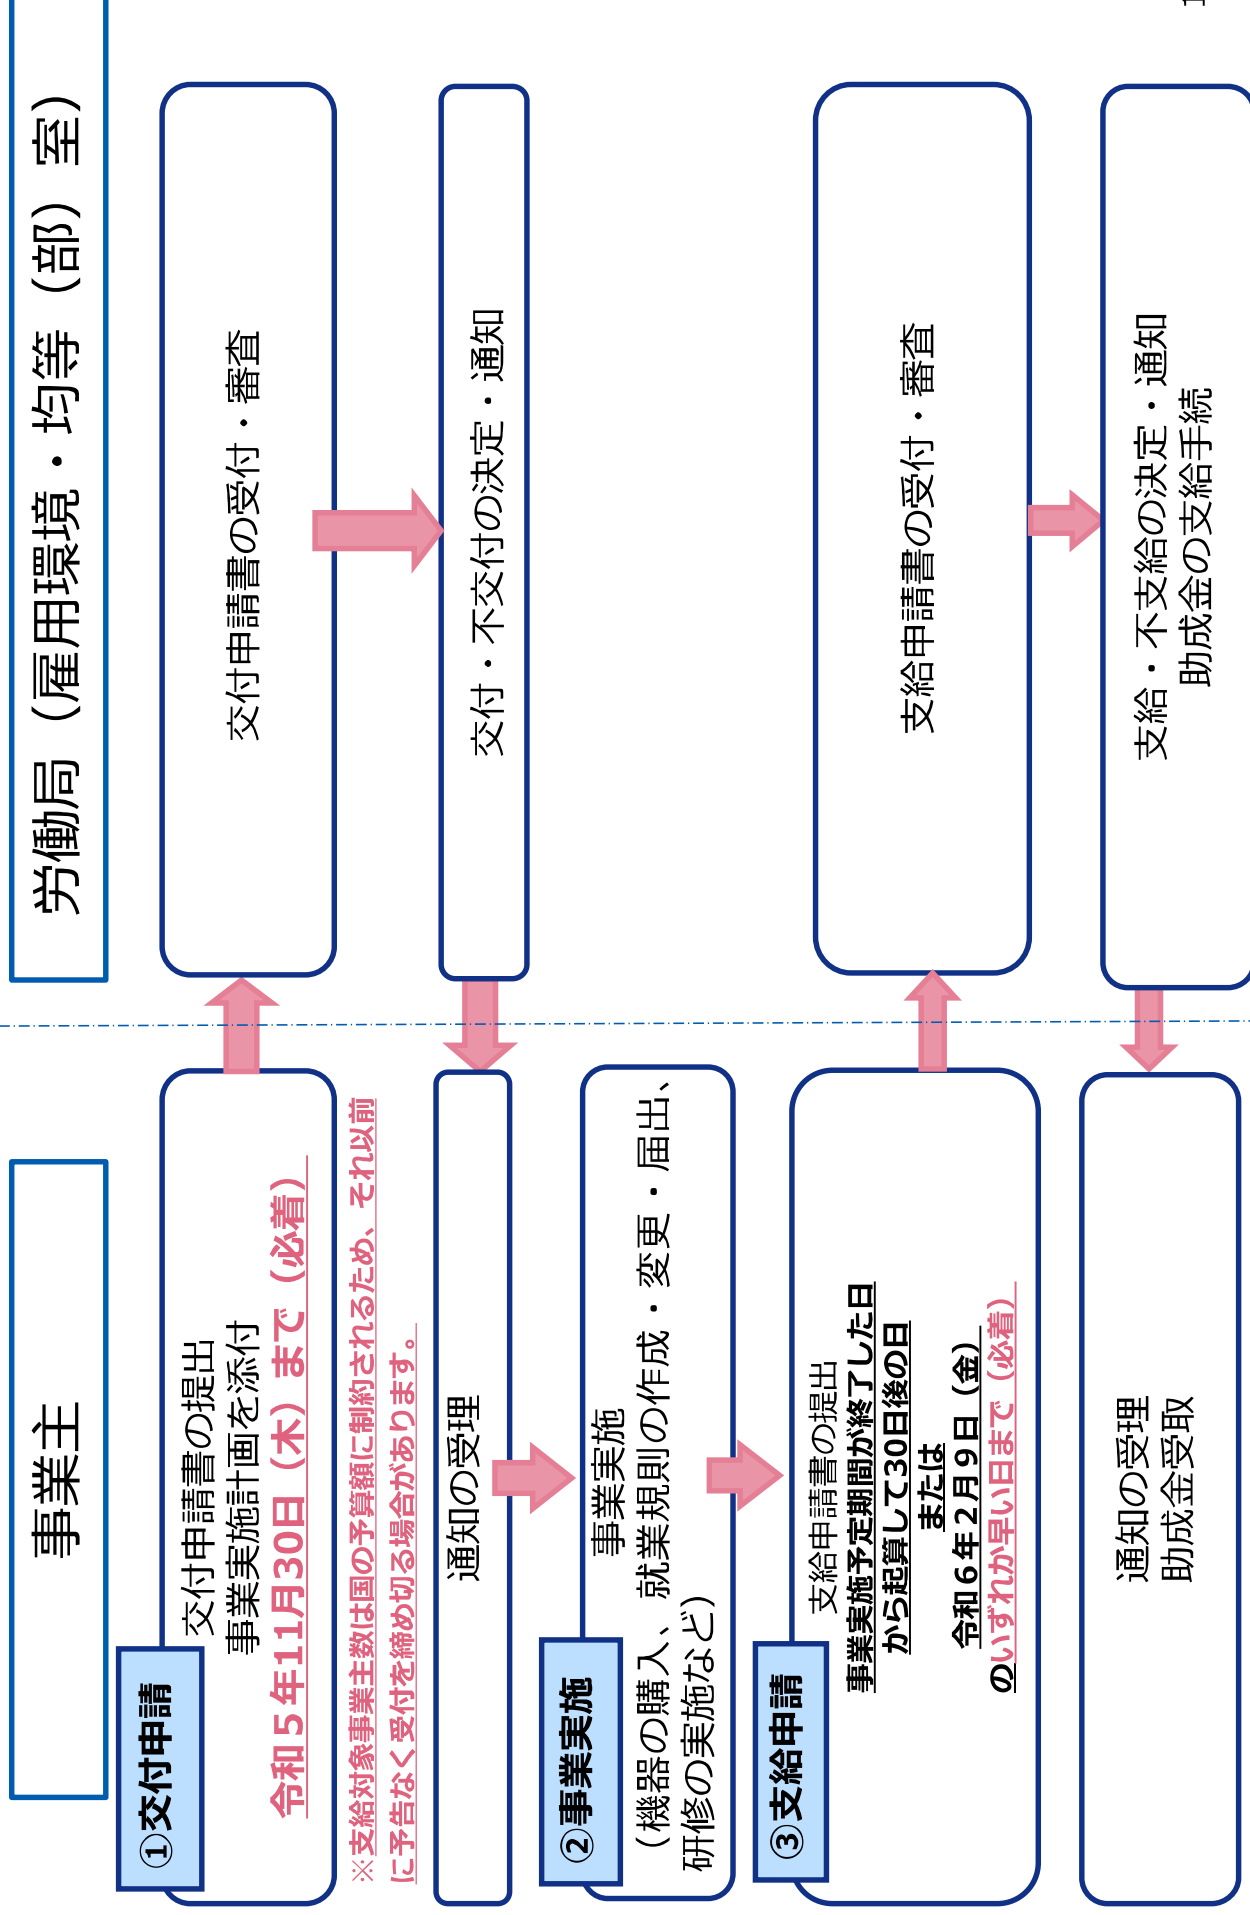 事業主
労働局（雇用環境・均等（部）室）
①交付申請
交付申請書の提出
事業実施計画を添付
令和５年11月30日（木）まで（必着）
※支給対象事業主数は国の予算額に制約されるため、それ以前
に予告なく受付を締め切る場合があります。
交付申請書の受付・審査
交付・不交付の決定・通知
通知の受理
②事業実施
事業実施
（機器の購入、就業規則の作成・変更・届出、
研修の実施など）
③支給申請
支給申請書の提出
事業実施予定期間が終了した日
から起算して30日後の日
または
令和６年２月９日（金）
のいずれか早い日まで（必着）
支給申請書の受付・審査
支給・不支給の決定・通知
助成金の支給手続
通知の受理
助成金受取